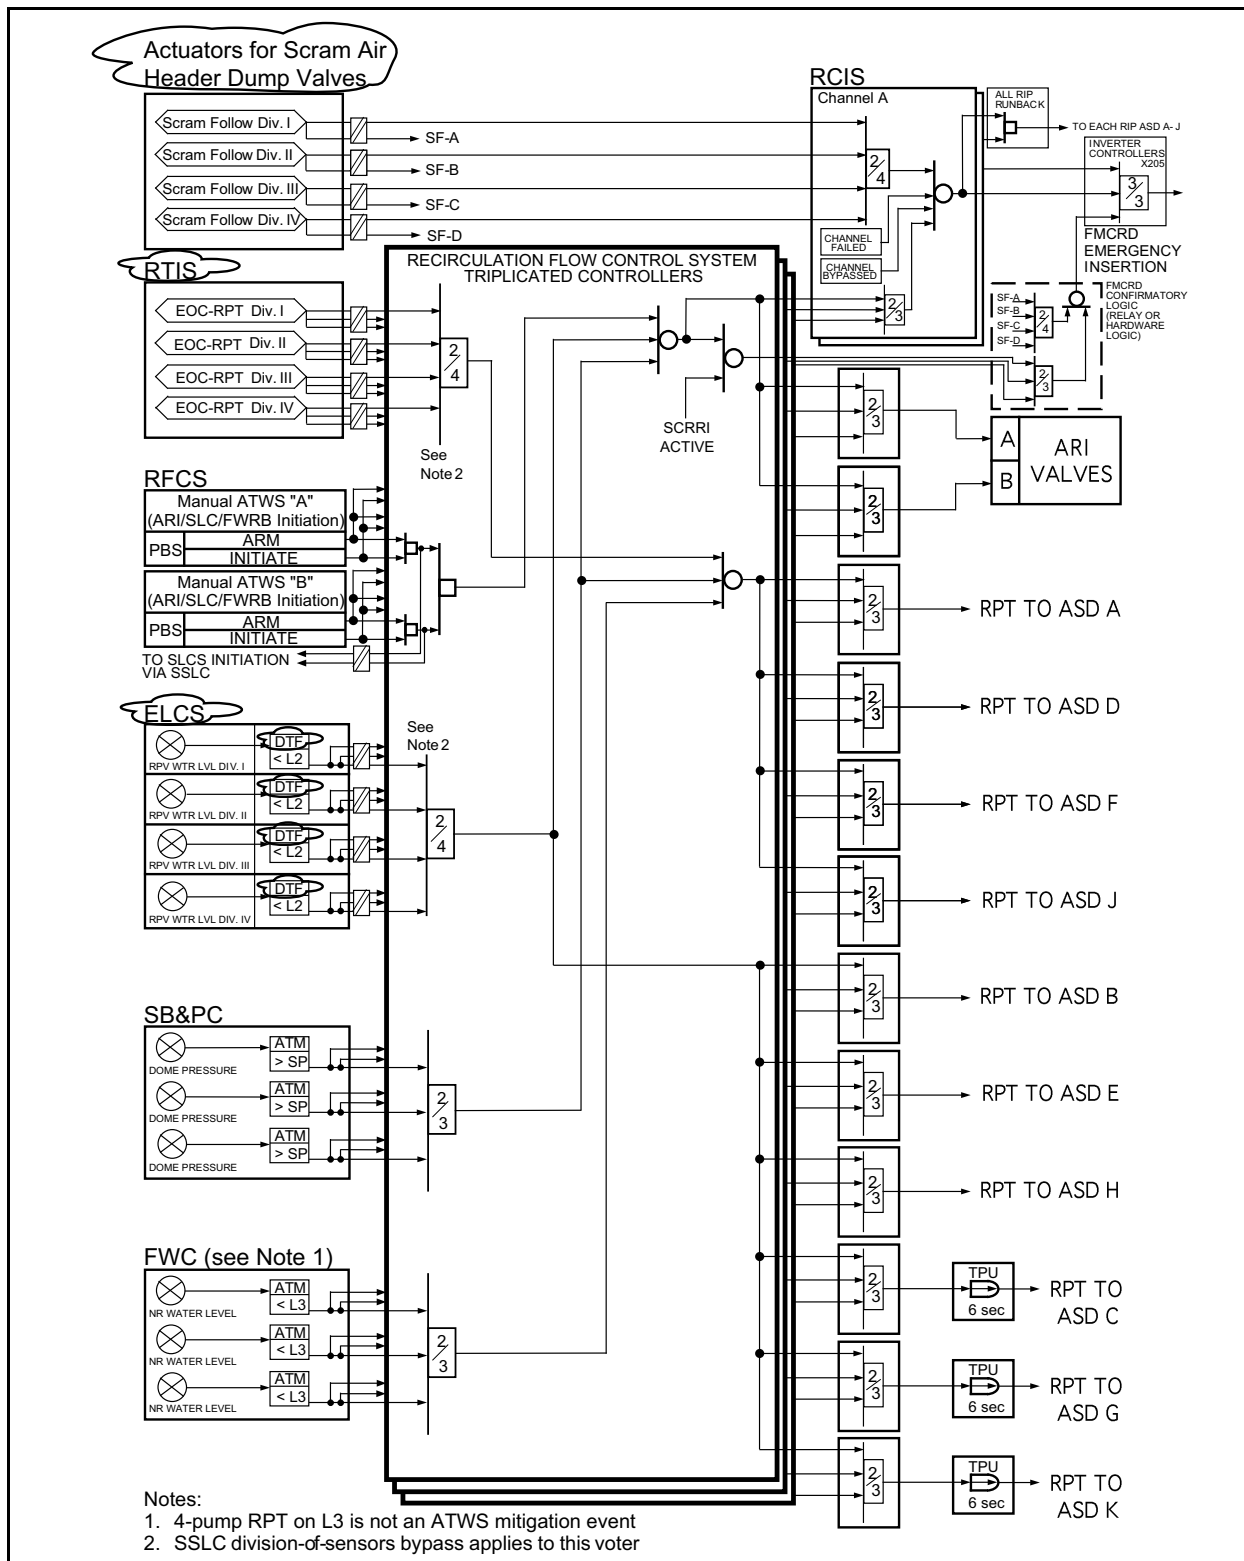 Actuators for Scram Air
Header Dump Valves
Scram Follow Div. I
Scram Follow Div. II
Scram Follow Div. III
Scram Follow Div. IV
SF-A
SF-B
SF-C
SF-D
RCIS
Channel A
2/4
CHANNEL
FAILED
CHANNEL
BYPASSED
2/3
ALL RIP
RUNBACK
TO EACH RIP ASD A- J
INVERTER
CONTROLLERS
X205
3/3
FMCRD
EMERGENCY
INSERTION
FMCRD
CONFIRMATORY
LOGIC
(RELAY OR
HARDWARE
LOGIC)
SF-A
SF-B
SF-C
SF-D
2/4
2/3
RTIS
EOC-RPT Div. I
EOC-RPT Div. II
EOC-RPT Div. III
EOC-RPT Div. IV
RECIRCULATION FLOW CONTROL SYSTEM
TRIPLICATED CONTROLLERS
2/4
See
Note 2
SCRRI
ACTIVE
2/3
A
B
ARI
VALVES
2/3
RFCS
Manual ATWS "A"
(ARI/SLC/FWRB Initiation)
PBS
ARM
INITIATE
Manual ATWS "B"
(ARI/SLC/FWRB Initiation)
PBS
ARM
INITIATE
TO SLCS INITIATION
VIA SSLC
2/3
RPT TO ASD A
2/3
RPT TO ASD D
2/3
RPT TO ASD F
2/3
RPT TO ASD J
2/3
RPT TO ASD B
2/3
RPT TO ASD E
2/3
RPT TO ASD H
2/3
TPU
6 sec
RPT TO
ASD C
2/3
TPU
6 sec
RPT TO
ASD G
2/3
TPU
6 sec
RPT TO
ASD K
ELCS
RPV WTR LVL DIV. I
DTF
< L2
RPV WTR LVL DIV. II
DTF
< L2
RPV WTR LVL DIV. III
DTF
< L2
RPV WTR LVL DIV. IV
DTF
< L2
See
Note 2
2/4
SB&PC
DOME PRESSURE
ATM
> SP
DOME PRESSURE
ATM
> SP
DOME PRESSURE
ATM
> SP
2/3
FWC (see Note 1)
NR WATER LEVEL
ATM
< L3
NR WATER LEVEL
ATM
< L3
NR WATER LEVEL
ATM
< L3
2/3
Notes:
1. 4-pump RPT on L3 is not an ATWS mitigation event
2. SSLC division-of-sensors bypass applies to this voter